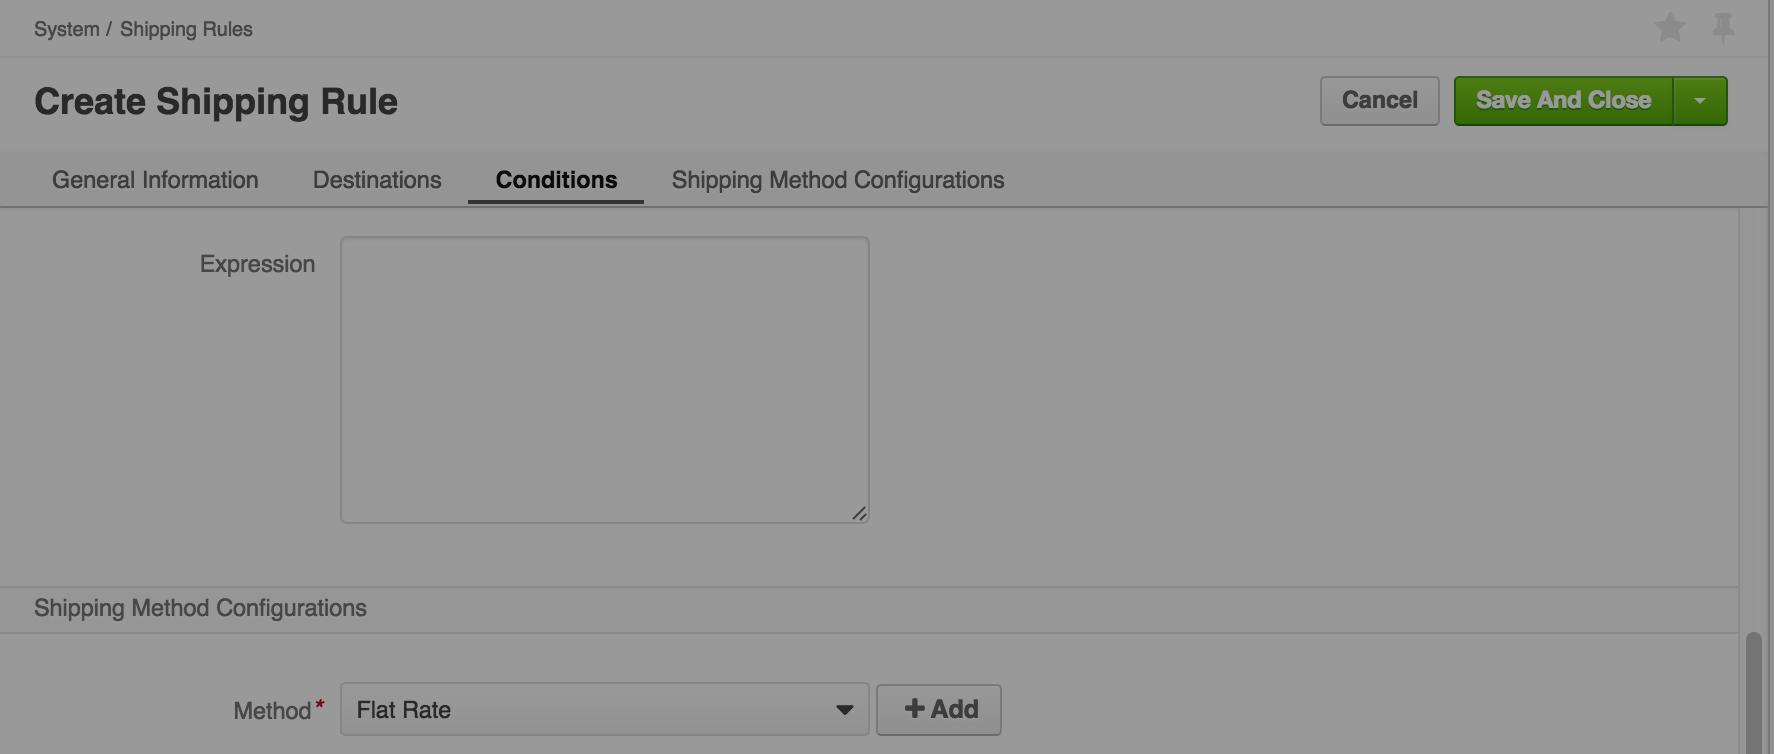 System / Shipping Rules
Create Shipping Rule
Cancel
Save And Close
General Information
Destinations
Conditions
Shipping Method Configurations
Expression
Shipping Method Configurations
Method*
Flat Rate
+ Add